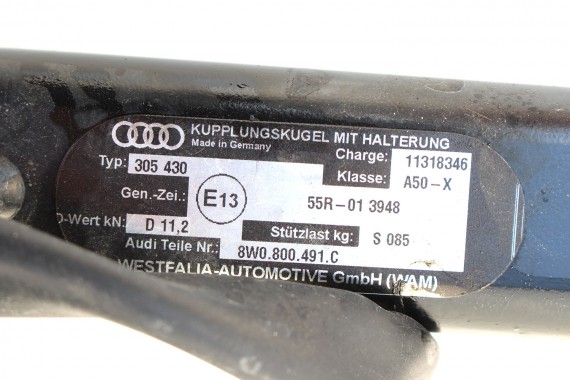 KUPPLUNGSKUGEL MIT HALTERUNG
Made in Germany
Charge: 11318346
Typ: 305 430
Klasse: A50-X
Gen.-Zei.: E13 55R-01 3948
D-Wert kN: D 11,2 Stützlast kg: S 085
Audi Teile Nr.: 8W0.800.491.C
WESTFALIA-AUTOMOTIVE GmbH (WAM)